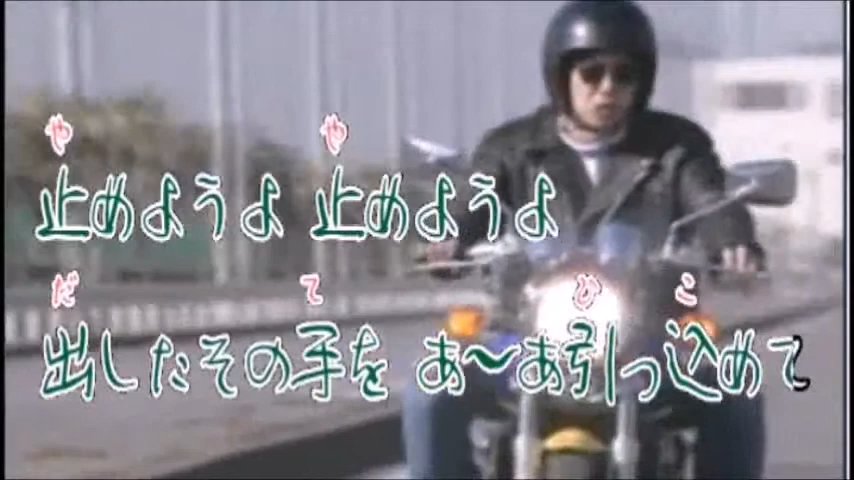 や や
止めようよ 止めようよ
だ て ひ こ
出したその手を あ〜あ引っ込めて